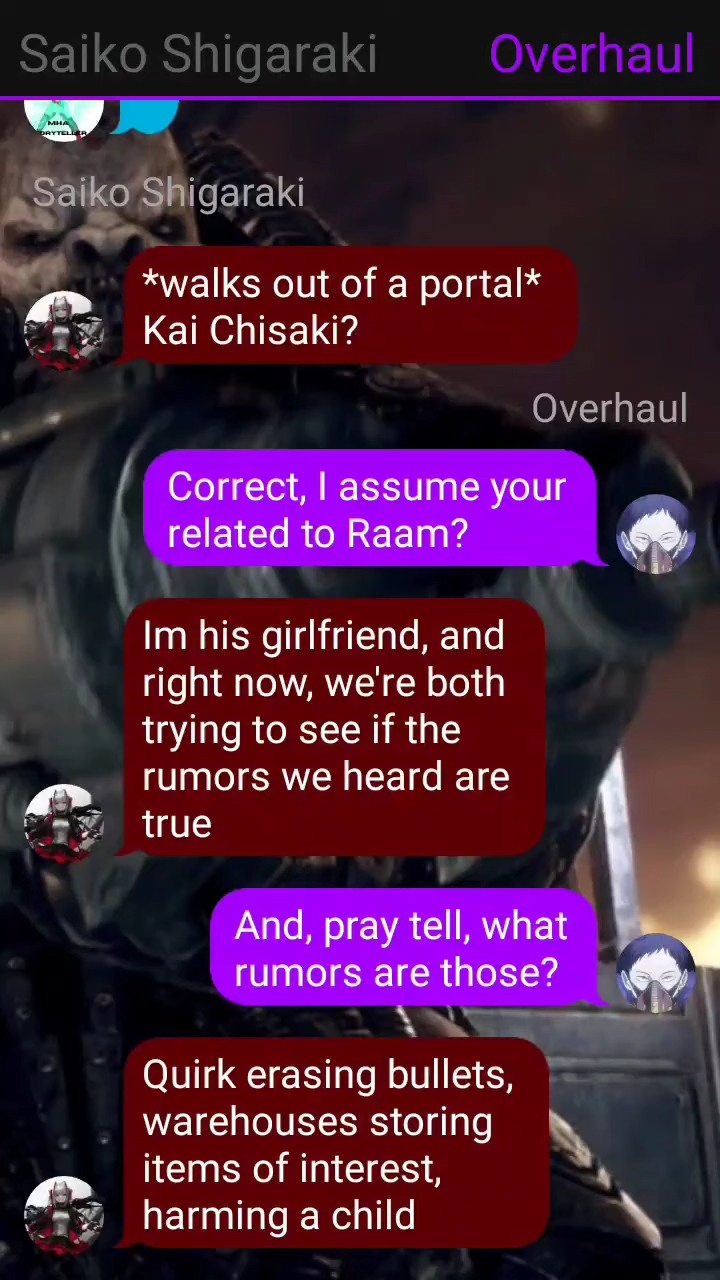 Saiko Shigaraki
Overhaul
MHA
Saiko Shigaraki
*walks out of a portal*
Kai Chisaki?
Overhaul
Correct, I assume your
related to Raam?
Im his girlfriend, and
right now, we're both
trying to see if the
rumors we heard are
true
And, pray tell, what
rumors are those?
Quirk erasing bullets,
warehouses storing
items of interest,
harming a child